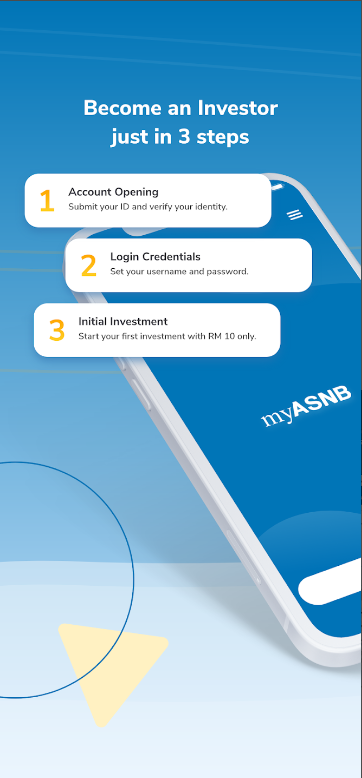 Become an Investor
just in 3 steps
1
Account Opening
Submit your ID and verify your identity.
2
Login Credentials
Set your username and password.
3
Initial Investment
Start your first investment with RM 10 only.
myASNB